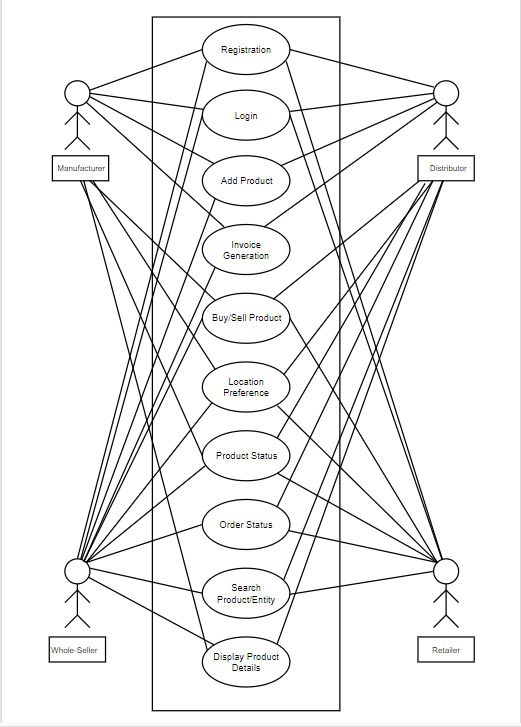 Registration
Login
Add Product
Manufacturer
Distributor
Invoice
Generation
Buy/Sell Product
Location
Preference
Product Status
Order Status
Search
Product/Entity
Whole-Seller
Retailer
Display Product
Details